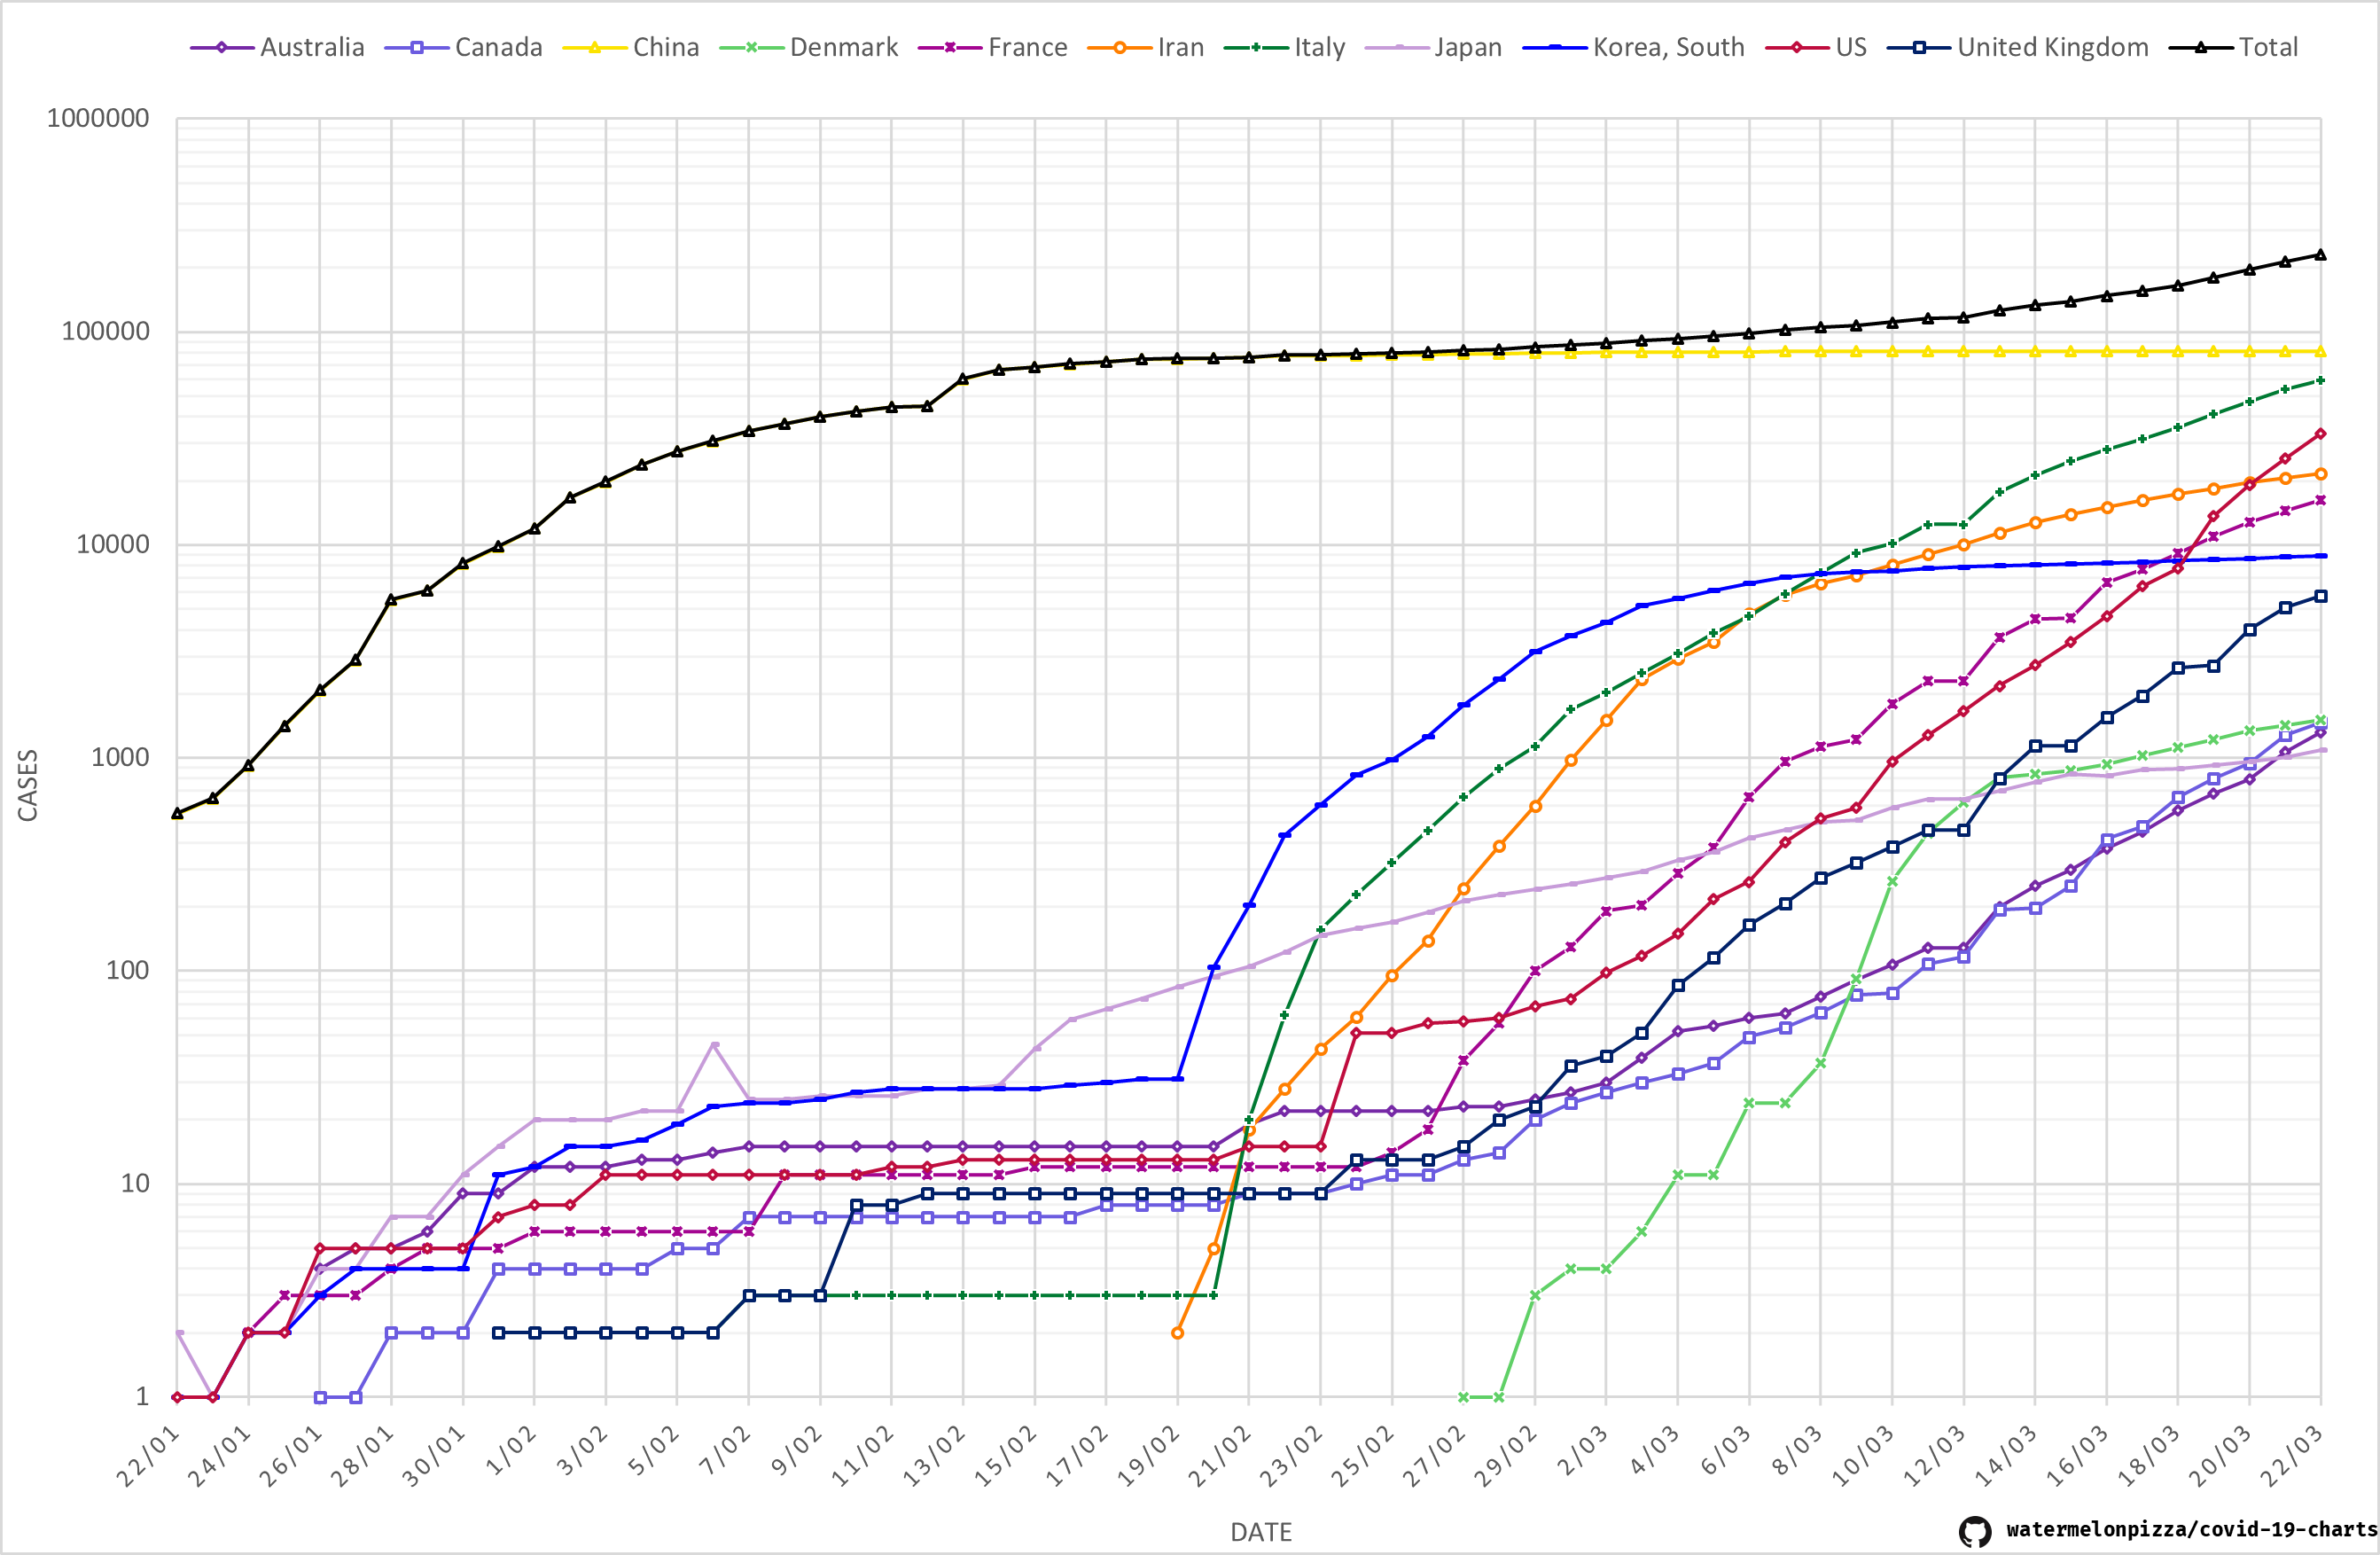 Australia Canada China Denmark France Iran Italy Japan Korea, South US United Kingdom Total
1000000
100000
10000
1000
100
10
1
CASES
22/01 24/01 26/01 28/01 30/01 1/02 3/02 5/02 7/02 9/02 11/02 13/02 15/02 17/02 19/02 21/02 23/02 25/02 27/02 29/02 2/03 4/03 6/03 8/03 10/03 12/03 14/03 16/03 18/03 20/03 22/03
DATE
watermelonpizza/covid-19-charts